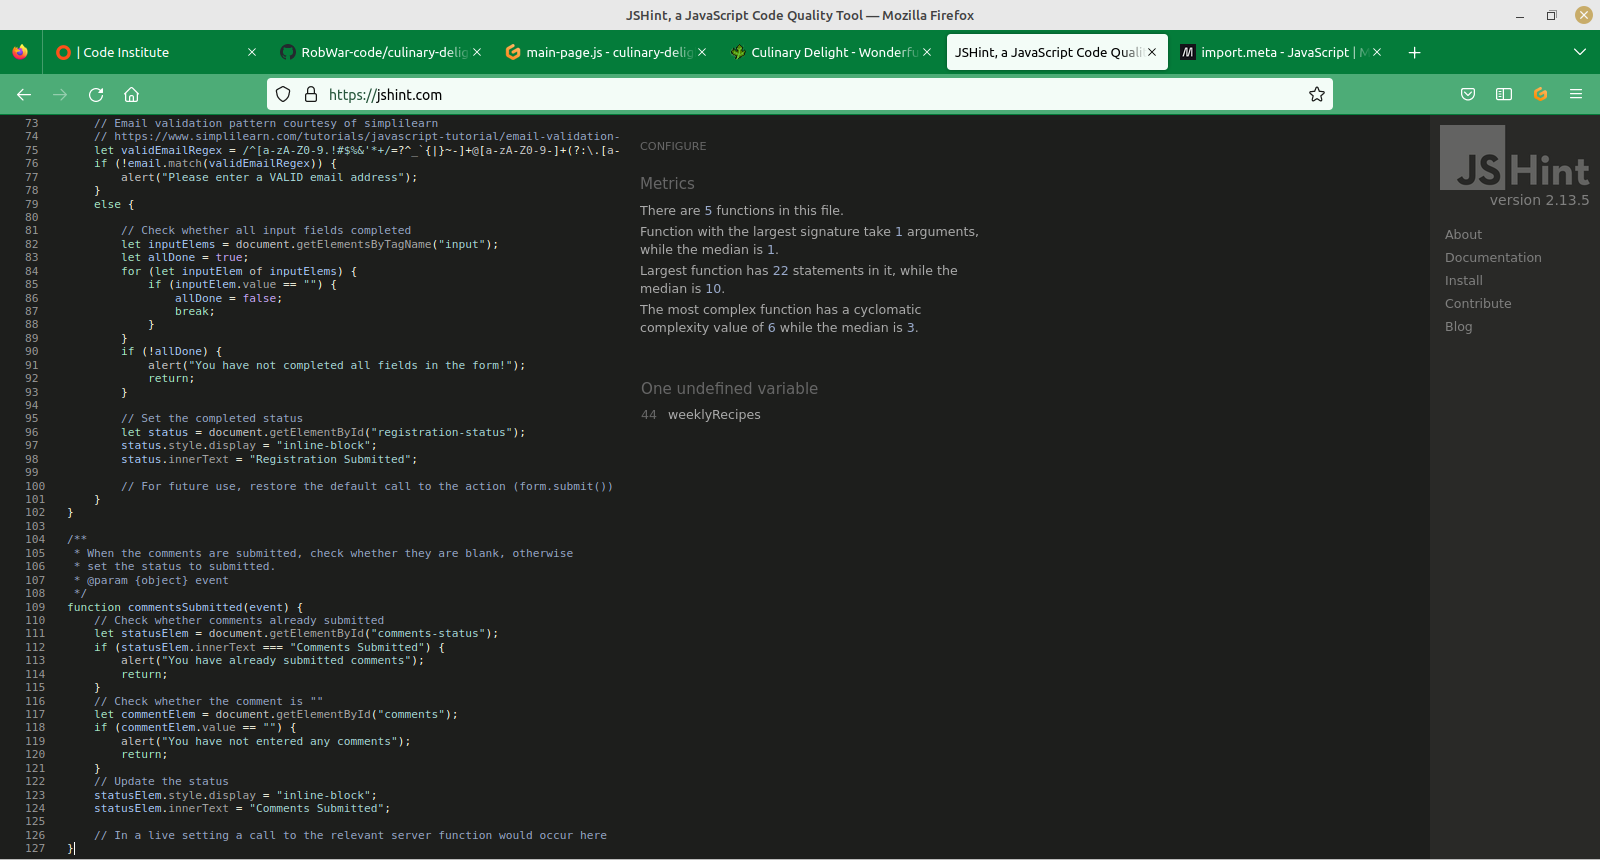 JSHint, a JavaScript Code Quality Tool — Mozilla Firefox
| Code Institute
RobWar-code/culinary-delig
main-page.js - culinary-delig
Culinary Delight - Wonderfu
JSHint, a JavaScript Code Quali
import.meta - JavaScript | M
https://jshint.com
73 // Email validation pattern courtesy of simplilearn
74 // https://www.simplilearn.com/tutorials/javascript-tutorial/email-validation-
75 let validEmailRegex = /^[a-zA-Z0-9.!#$%&'*+/=?^_`{|}~-]+@[a-zA-Z0-9-]+(?:\.[a-
76 if (!email.match(validEmailRegex)) {
77 alert("Please enter a VALID email address");
78 }
79 else {
80
81 // Check whether all input fields completed
82 let inputElems = document.getElementsByTagName("input");
83 let allDone = true;
84 for (let inputElem of inputElems) {
85 if (inputElem.value == "") {
86 allDone = false;
87 break;
88 }
89 }
90 if (!allDone) {
91 alert("You have not completed all fields in the form!");
92 return;
93 }
94
95 // Set the completed status
96 let status = document.getElementById("registration-status");
97 status.style.display = "inline-block";
98 status.innerText = "Registration Submitted";
99
100 // For future use, restore the default call to the action (form.submit())
101 }
102 }
103
104 /**
105 * When the comments are submitted, check whether they are blank, otherwise
106 * set the status to submitted.
107 * @param {object} event
108 */
109 function commentsSubmitted(event) {
110 // Check whether comments already submitted
111 let statusElem = document.getElementById("comments-status");
112 if (statusElem.innerText === "Comments Submitted") {
113 alert("You have already submitted comments");
114 return;
115 }
116 // Check whether the comment is ""
117 let commentElem = document.getElementById("comments");
118 if (commentElem.value == "") {
119 alert("You have not entered any comments");
120 return;
121 }
122 // Update the status
123 statusElem.style.display = "inline-block";
124 statusElem.innerText = "Comments Submitted";
125
126 // In a live setting a call to the relevant server function would occur here
127 }
CONFIGURE
Metrics
There are 5 functions in this file.
Function with the largest signature take 1 arguments,
while the median is 1.
Largest function has 22 statements in it, while the
median is 10.
The most complex function has a cyclomatic
complexity value of 6 while the median is 3.
One undefined variable
44 weeklyRecipes
JSHint
version 2.13.5
About
Documentation
Install
Contribute
Blog